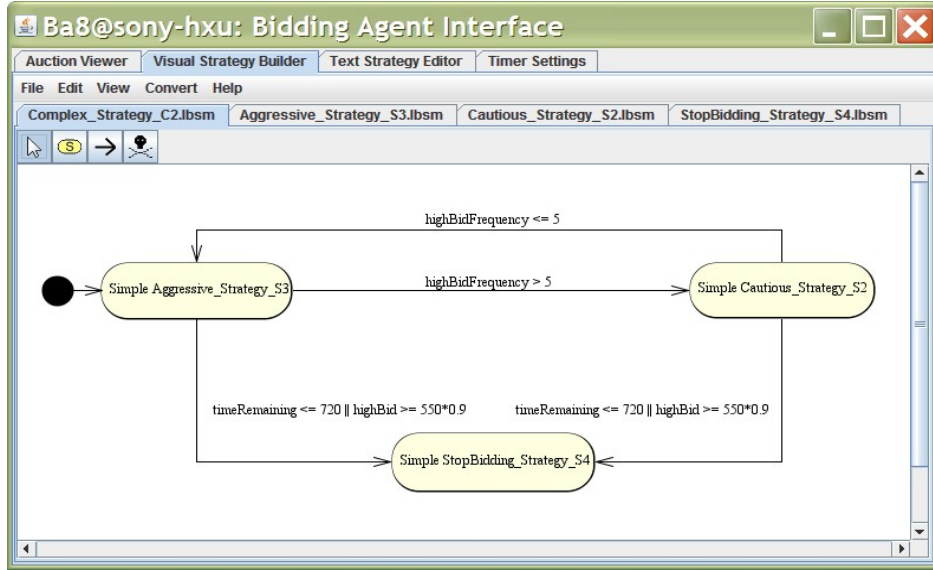 Ba8@sony-hxu: Bidding Agent Interface
Auction Viewer Visual Strategy Builder Text Strategy Editor Timer Settings
File Edit View Convert Help
Complex_Strategy_C2.lbsm Aggressive_Strategy_S3.lbsm Cautious_Strategy_S2.lbsm StopBidding_Strategy_S4.lbsm
S
highBidFrequency <= 5
Simple Aggressive_Strategy_S3 highBidFrequency > 5 Simple Cautious_Strategy_S2
timeRemaining <= 720 || highBid >= 550*0.9 timeRemaining <= 720 || highBid >= 550*0.9
Simple StopBidding_Strategy_S4